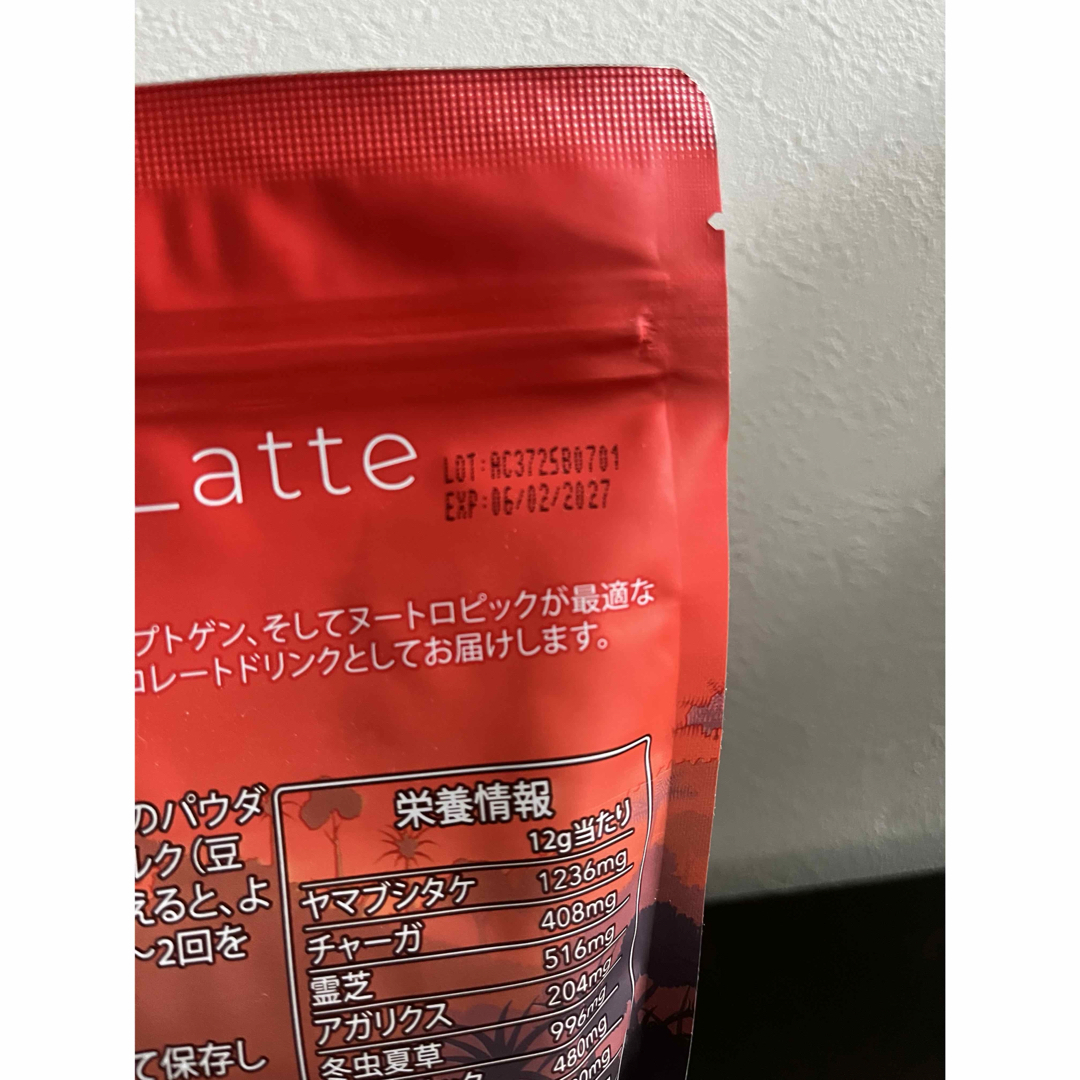 Latte
LOT:AC3725B0701
EXP:06/02/2027
プトゲン、そしてヌートロピックが最適な
コレートドリンクとしてお届けします。
のパウダ
ルク(豆
えると、よ
～2回を
て保存し
栄養情報
12g当たり
ヤマブシタケ 1236mg
チャーガ 408mg
霊芝 516mg
アガリクス 204mg
冬虫夏草 996mg
480mg